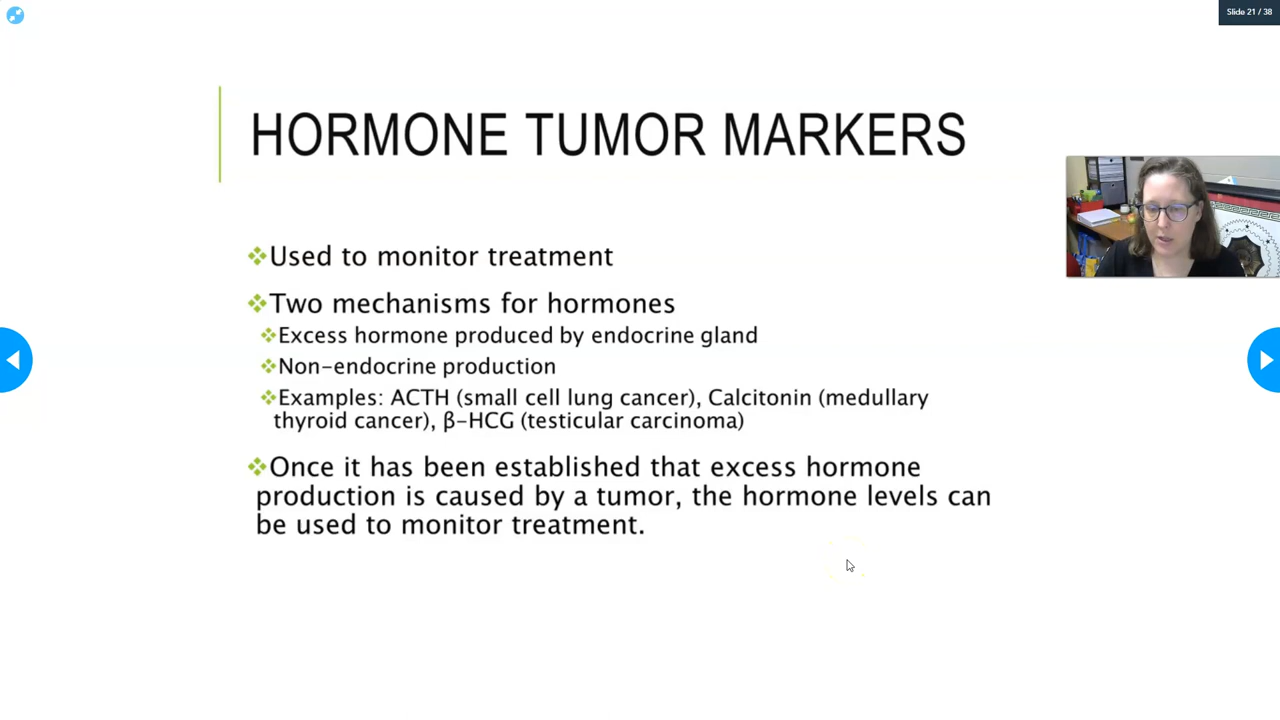 Slide 21 / 38
HORMONE TUMOR MARKERS
Used to monitor treatment
Two mechanisms for hormones
Excess hormone produced by endocrine gland
Non-endocrine production
Examples: ACTH (small cell lung cancer), Calcitonin (medullary
thyroid cancer), β-HCG (testicular carcinoma)
Once it has been established that excess hormone
production is caused by a tumor, the hormone levels can
be used to monitor treatment.